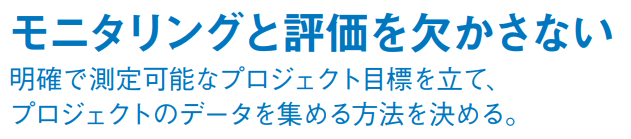 モニタリングと評価を欠かさない
明確で測定可能なプロジェクト目標を立て、
プロジェクトのデータを集める方法を決める。